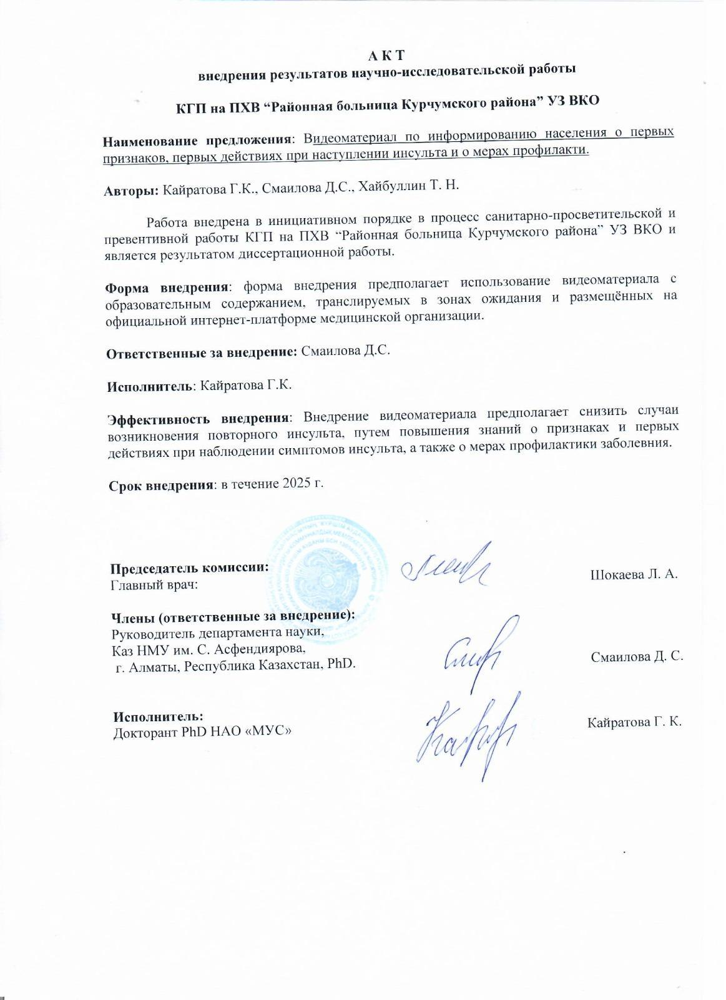 А К Т
внедрения результатов научно-исследовательской работы
КГП на ПХВ “Районная больница Курчумского района” УЗ ВКО
Наименование предложения: Видеоматериал по информированию населения о первых
признаков, первых действиях при наступлении инсульта и о мерах профилакти.
Авторы: Кайратова Г.К., Смаилова Д.С., Хайбуллин Т. Н.
Работа внедрена в инициативном порядке в процесс санитарно-просветительской и
превентивной работы КГП на ПХВ “Районная больница Курчумского района” УЗ ВКО и
является результатом диссертационной работы.
Форма внедрения: форма внедрения предполагает использование видеоматериала с
образовательным содержанием, транслируемых в зонах ожидания и размещённых на
официальной интернет-платформе медицинской организации.
Ответственные за внедрение: Смаилова Д.С.
Исполнитель: Кайратова Г.К.
Эффективность внедрения: Внедрение видеоматериала предполагает снизить случаи
возникновения повторного инсульта, путем повышения знаний о признаках и первых
действиях при наблюдении симптомов инсульта, а также о мерах профилактики заболевния.
Срок внедрения: в течение 2025 г.
Председатель комиссии:
Главный врач: Шокаева Л. А.
Члены (ответственные за внедрение):
Руководитель департамента науки,
Каз НМУ им. С. Асфендиярова,
г. Алматы, Республика Казахстан, PhD. Смаилова Д. С.
Исполнитель:
Докторант PhD НАО «МУС» Кайратова Г. К.